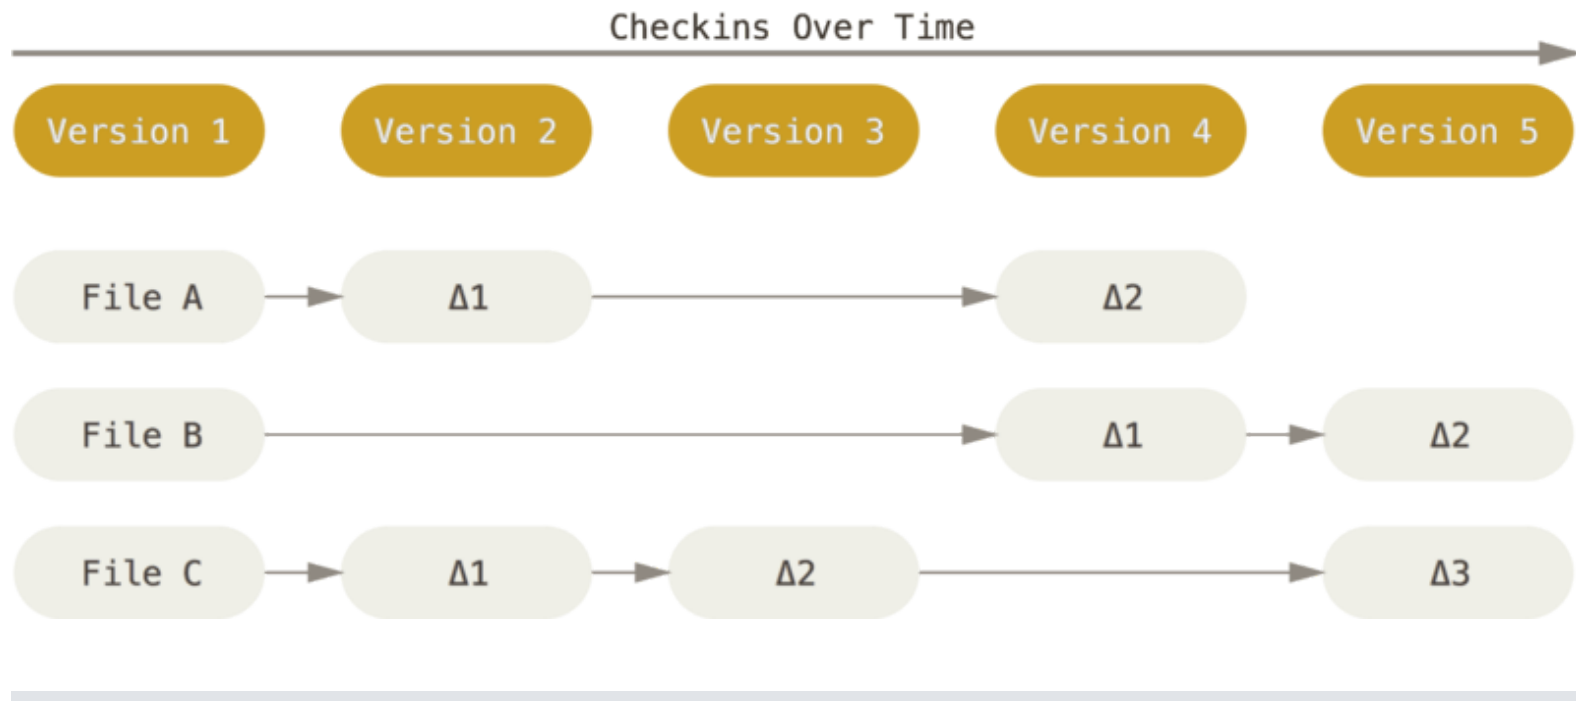 Checkins Over Time
Version 1 Version 2 Version 3 Version 4 Version 5
File A Δ1 Δ2
File B Δ1 Δ2
File C Δ1 Δ2 Δ3